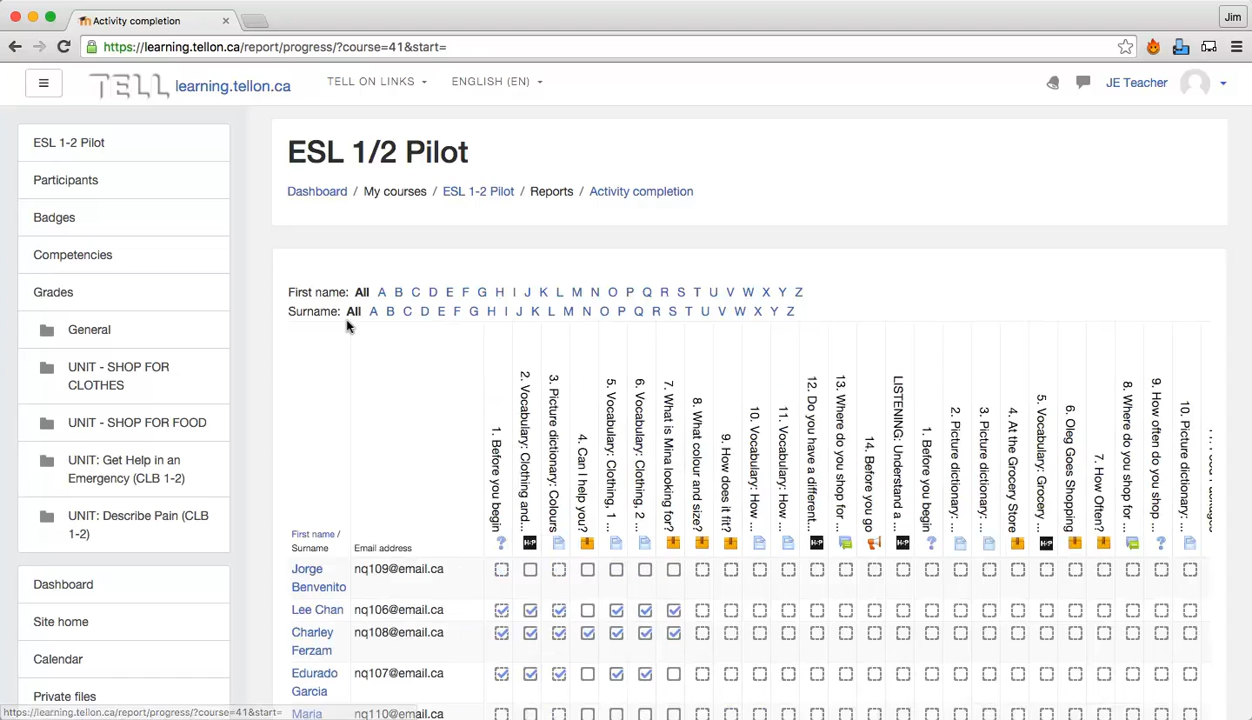 Activity completion
Jim
https://learning.tellon.ca/report/progress/?course=41&start=
TELL learning.tellon.ca
TELL ON LINKS
ENGLISH (EN)
JE Teacher
ESL 1-2 Pilot
Participants
Badges
Competencies
Grades
General
UNIT - SHOP FOR
CLOTHES
UNIT - SHOP FOR FOOD
UNIT: Get Help in an
Emergency (CLB 1-2)
UNIT: Describe Pain (CLB
1-2)
Dashboard
Site home
Calendar
Private files
ESL 1/2 Pilot
Dashboard / My courses / ESL 1-2 Pilot / Reports / Activity completion
First name: All A B C D E F G H I J K L M N O P Q R S T U V W X Y Z
Surname: All A B C D E F G H I J K L M N O P Q R S T U V W X Y Z
First name /
Surname
Email address
1. Before you begin
2. Vocabulary: Clothing and...
3. Picture dictionary: Colours
4. Can I help you?
5. Vocabulary: Clothing, 1 ...
6. Vocabulary: Clothing, 2 ...
7. What is Mina looking for?
8. What colour and size?
9. How does it fit?
10. Vocabulary: How ...
11. Vocabulary: How ...
12. Do you have a different...
13. Where do you shop for ...
14. Before you go
LISTENING: Understand a ...
1. Before you begin
2. Picture dictionary: ...
3. Picture dictionary: ...
4. At the Grocery Store
5. Vocabulary: Grocery ...
6. Oleg Goes Shopping
7. How Often?
8. Where do you shop for ...
9. How often do you shop ...
10. Picture dictionary: ...
H-P
H-P
H-P
H-P
Jorge
Benvenito
nq109@email.ca
Lee Chan
nq106@email.ca
Charley
Ferzam
nq108@email.ca
Edurado
Garcia
nq107@email.ca
Maria
nq110@email.ca
https://learning.tellon.ca/report/progress/?course=41&start=